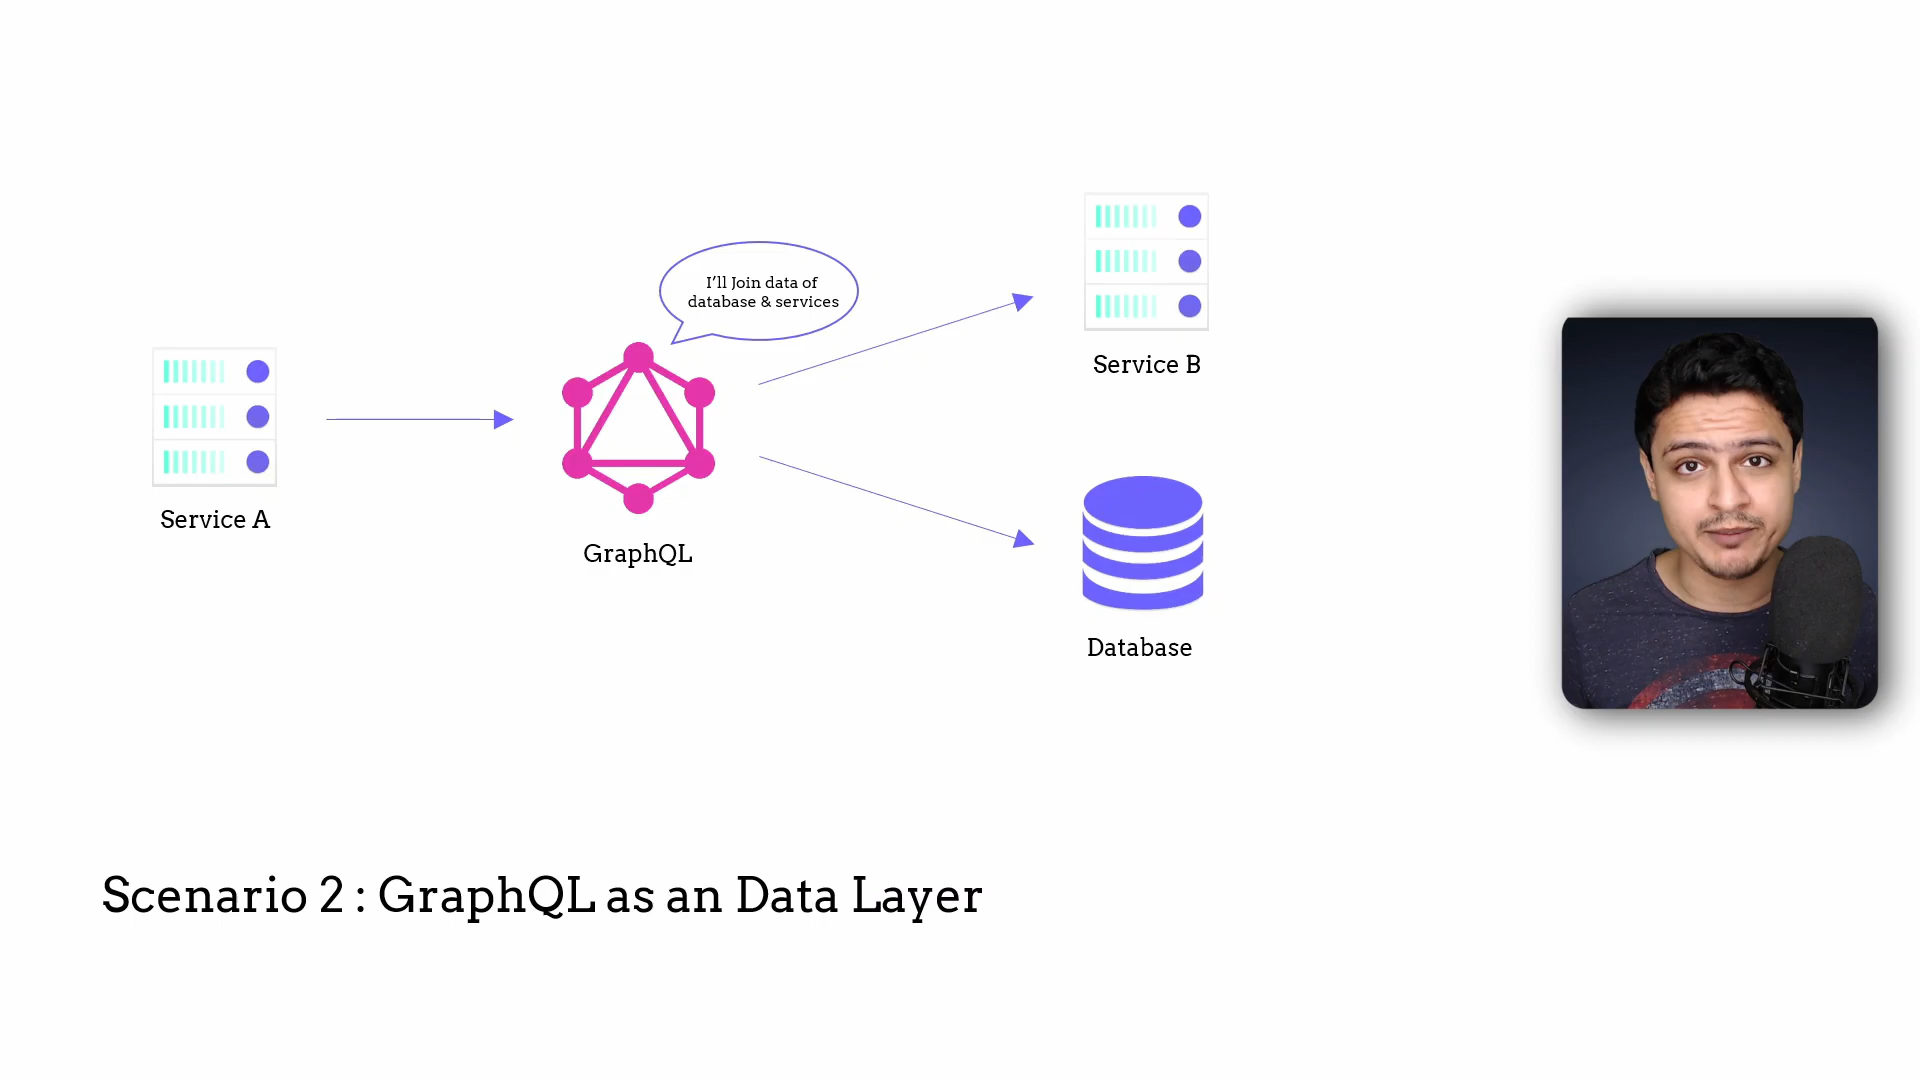 I’ll Join data of
database & services
Service A
GraphQL
Service B
Database
Scenario 2 : GraphQL as an Data Layer